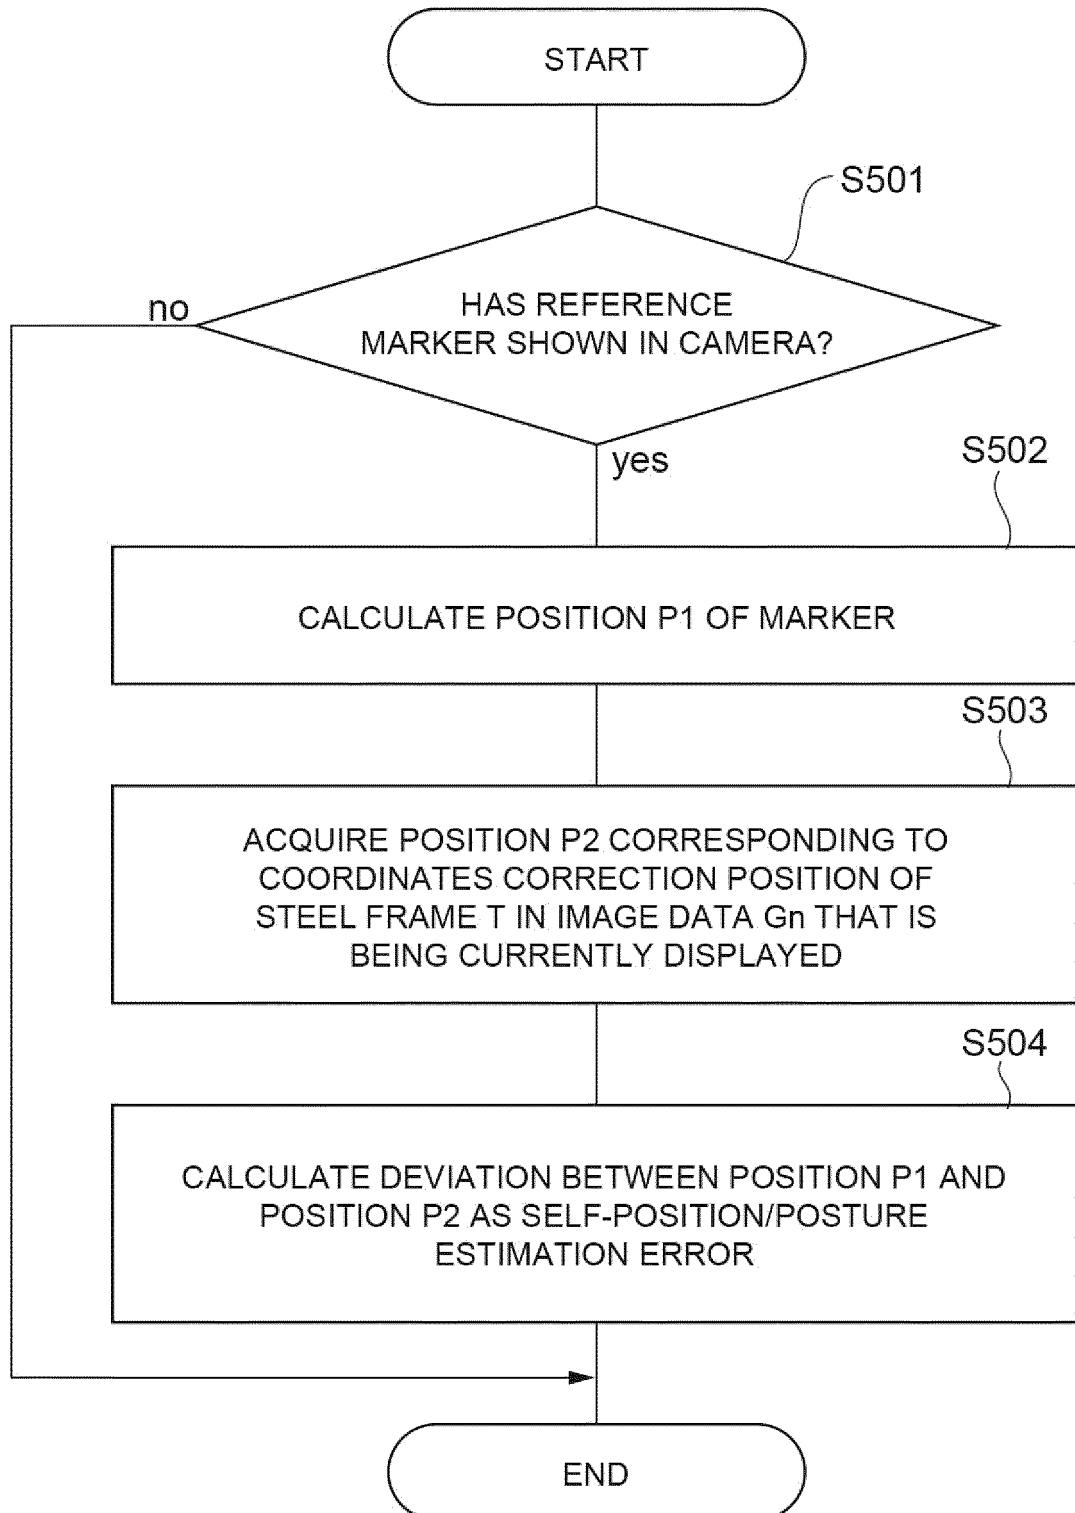 START
S501
no
HAS REFERENCE
MARKER SHOWN IN CAMERA?
yes
S502
CALCULATE POSITION P1 OF MARKER
S503
ACQUIRE POSITION P2 CORRESPONDING TO
COORDINATES CORRECTION POSITION OF
STEEL FRAME T IN IMAGE DATA Gn THAT IS
BEING CURRENTLY DISPLAYED
S504
CALCULATE DEVIATION BETWEEN POSITION P1 AND
POSITION P2 AS SELF-POSITION/POSTURE
ESTIMATION ERROR
END